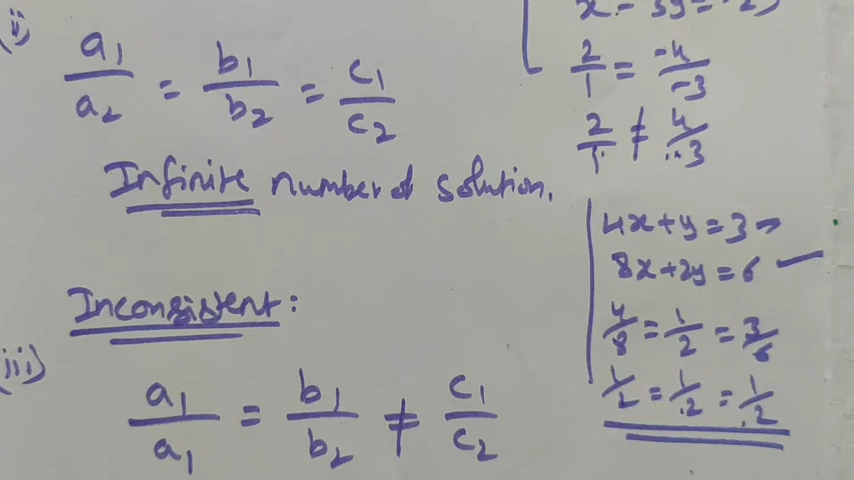 (ii)
a₁/a₂ = b₁/b₂ = c₁/c₂
Infinite number of solution.
Inconsistent:
(iii)
a₁/a₁ = b₁/b₂ ≠ c₁/c₂
2/1 = -4/-3
2/1 ≠ 4/3
4x+y=3
8x+2y=6
4/8 = 1/2 = 3/6
1/2 = 1/2 = 1/2